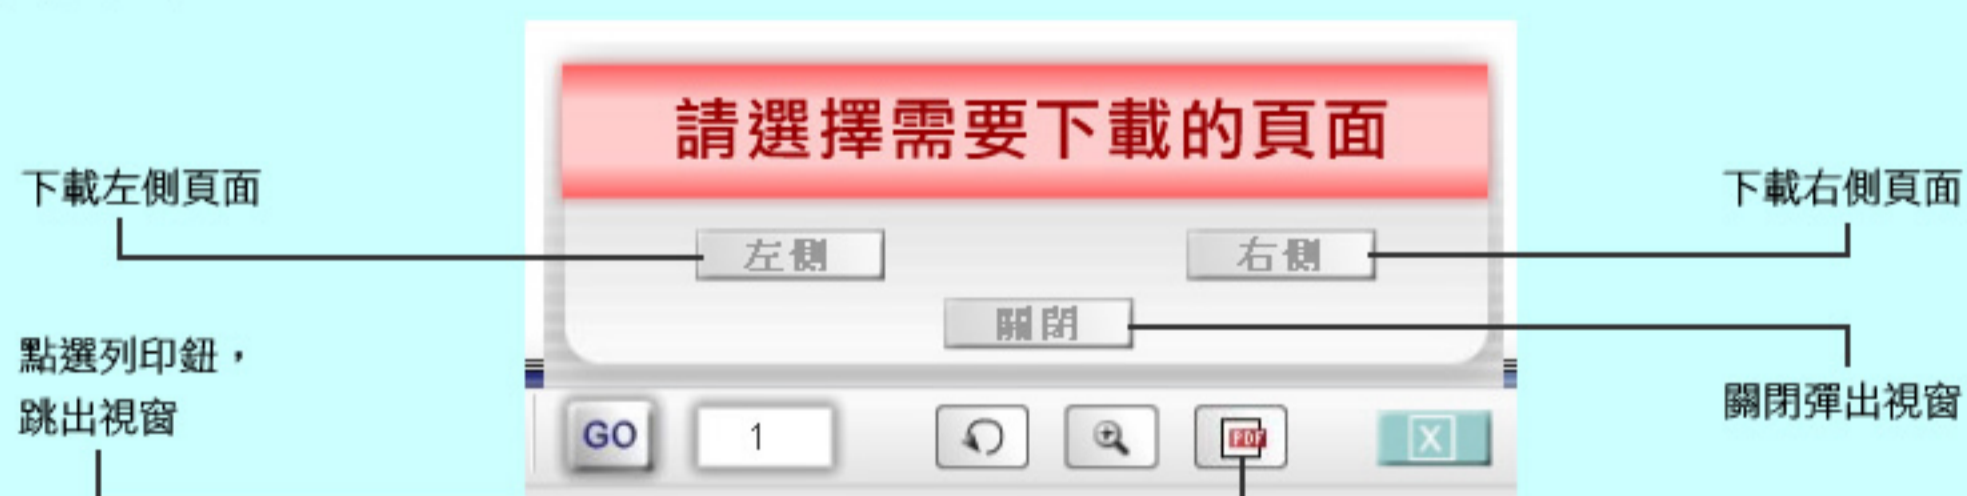 請選擇需要下載的頁面
下載左側頁面
下載右側頁面
左側
右側
關閉
點選列印鈕，
跳出視窗
關閉彈出視窗
GO
1
PDF
X